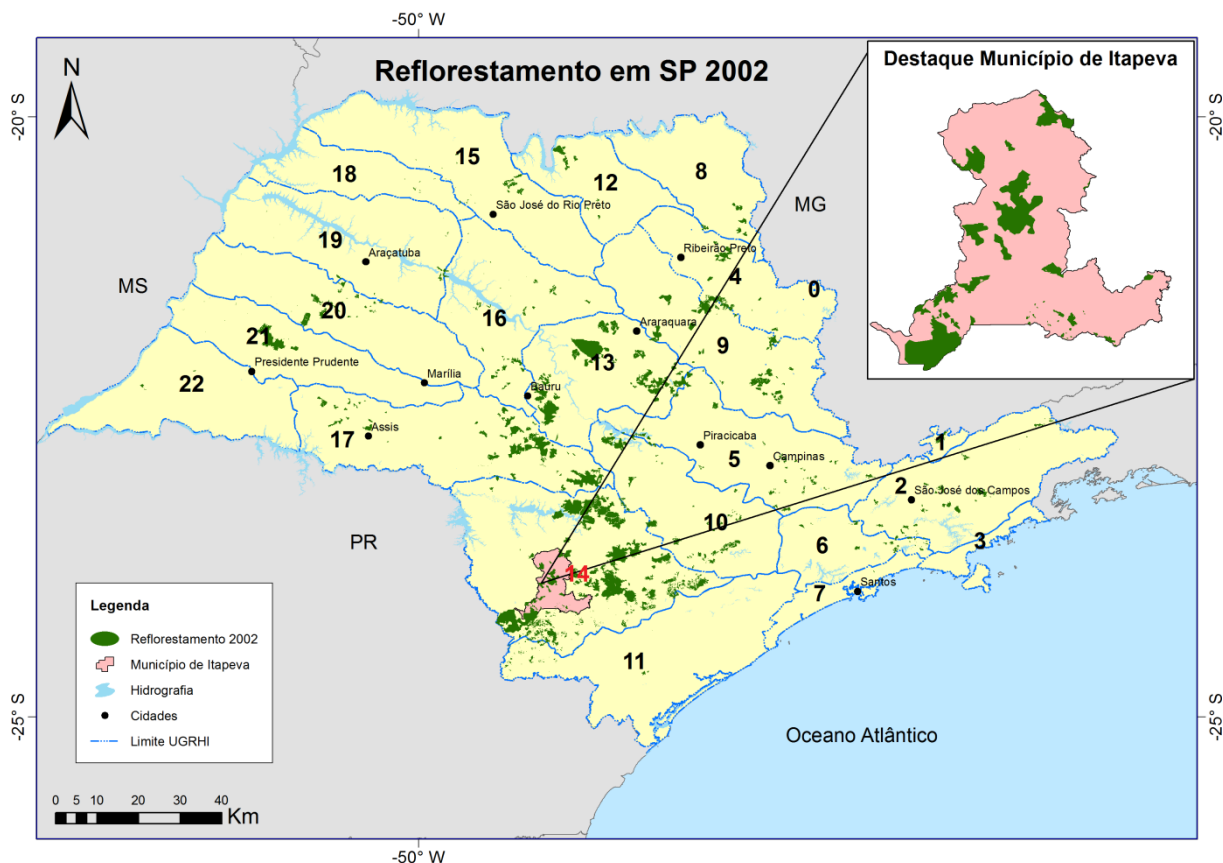 -50° W
Reflorestamento em SP 2002
Destaque Município de Itapeva
N
-20° S
-20° S
15
18
12
8
São José do Rio Preto
MG
19
Araçatuba
Ribeirão Preto
4
0
MS
20
16
21
Araraquara
9
13
Presidente Prudente
22
Marília
Bauru
17
Assis
Piracicaba
5
Campinas
1
2
São José dos Campos
10
PR
6
3
14
7
Santos
11
Legenda
Reflorestamento 2002
Município de Itapeva
Hidrografia
Cidades
Limite UGRHI
Oceano Atlântico
-25° S
-25° S
0 5 10 20 30 40
Km
-50° W